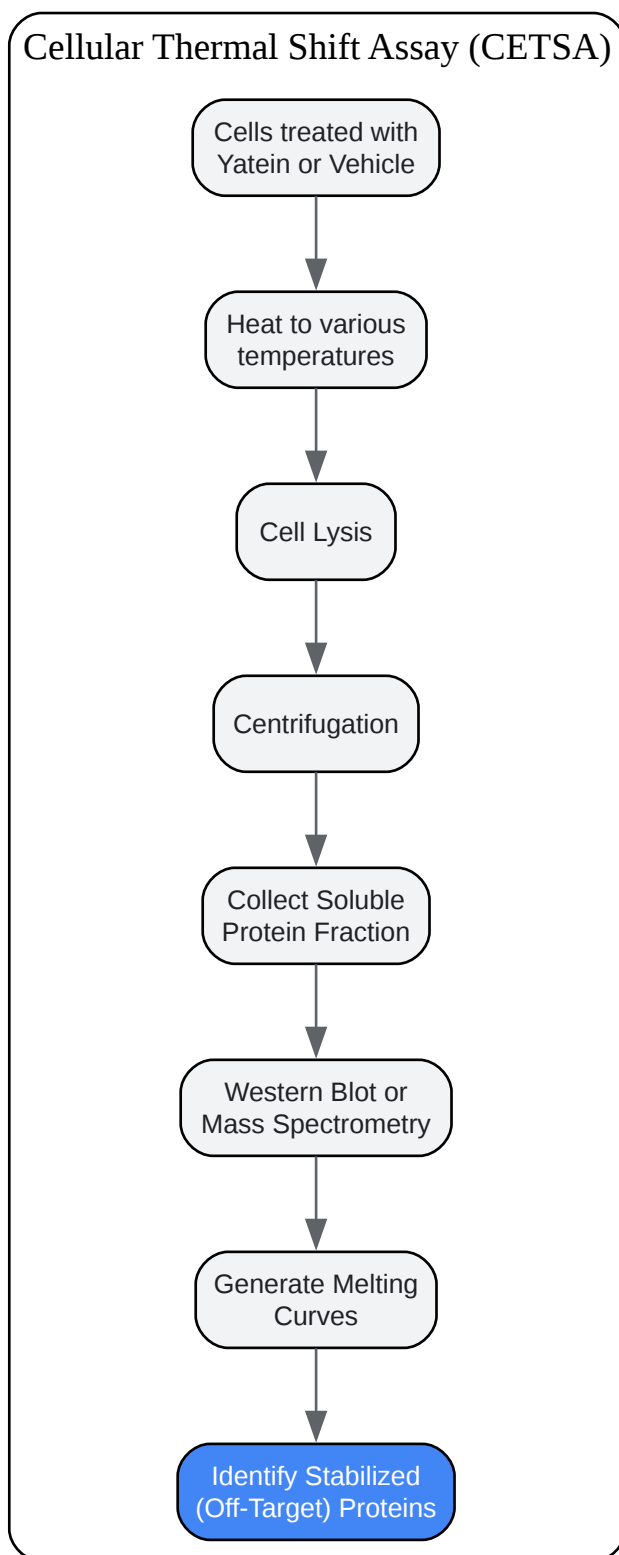 Cellular Thermal Shift Assay (CETSA)
Cells treated with
Yatein or Vehicle
Heat to various
temperatures
Cell Lysis
Centrifugation
Collect Soluble
Protein Fraction
Western Blot or
Mass Spectrometry
Generate Melting
Curves
Identify Stabilized
(Off-Target) Proteins